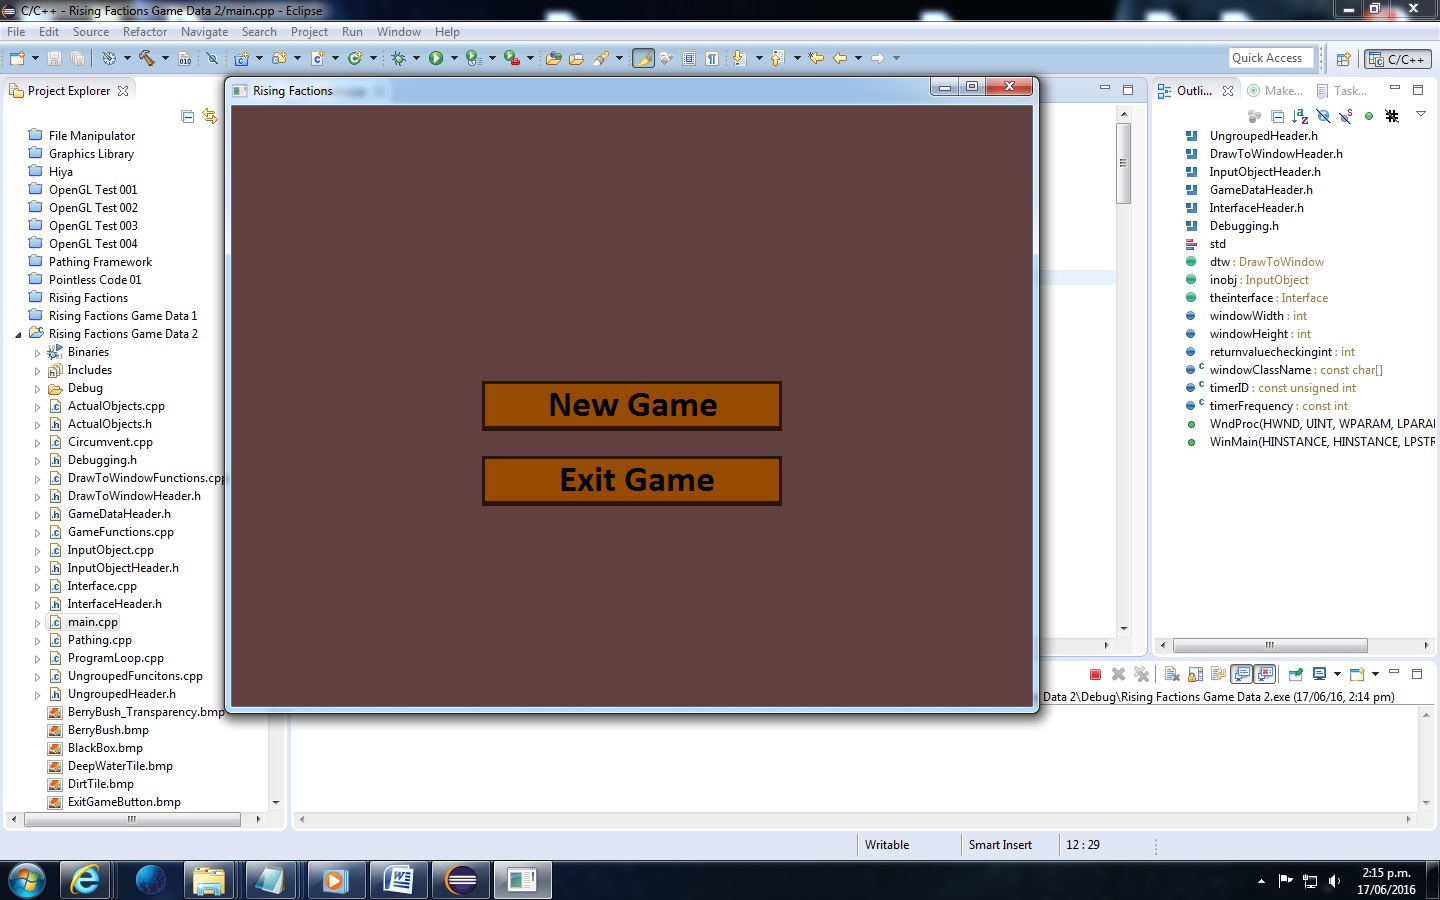 C/C++ - Rising Factions Game Data 2/main.cpp - Eclipse
File Edit Source Refactor Navigate Search Project Run Window Help
Quick Access
C/C++
Project Explorer
File Manipulator
Graphics Library
Hiya
OpenGL Test 001
OpenGL Test 002
OpenGL Test 003
OpenGL Test 004
Pathing Framework
Pointless Code 01
Rising Factions
Rising Factions Game Data 1
Rising Factions Game Data 2
Binaries
Includes
Debug
ActualObjects.cpp
ActualObjects.h
Circumvent.cpp
Debugging.h
DrawToWindowFunctions.cpp
DrawToWindowHeader.h
GameDataHeader.h
GameFunctions.cpp
InputObject.cpp
InputObjectHeader.h
Interface.cpp
InterfaceHeader.h
main.cpp
Pathing.cpp
ProgramLoop.cpp
UngroupedFuncitons.cpp
UngroupedHeader.h
BerryBush_Transparency.bmp
BerryBush.bmp
BlackBox.bmp
DeepWaterTile.bmp
DirtTile.bmp
ExitGameButton.bmp
Rising Factions
New Game
Exit Game
Outli... Make... Task...
UngroupedHeader.h
DrawToWindowHeader.h
InputObjectHeader.h
GameDataHeader.h
InterfaceHeader.h
Debugging.h
std
dtw : DrawToWindow
inobj : InputObject
theinterface : Interface
windowWidth : int
windowHeight : int
returnvaluecheckingint : int
windowClassName : const char[]
timerID : const unsigned int
timerFrequency : const int
WndProc(HWND, UINT, WPARAM, LPARA
WinMain(HINSTANCE, HINSTANCE, LPSTR
Data 2\Debug\Rising Factions Game Data 2.exe (17/06/16, 2:14 pm)
Writable Smart Insert 12 : 29
2:15 p.m.
17/06/2016